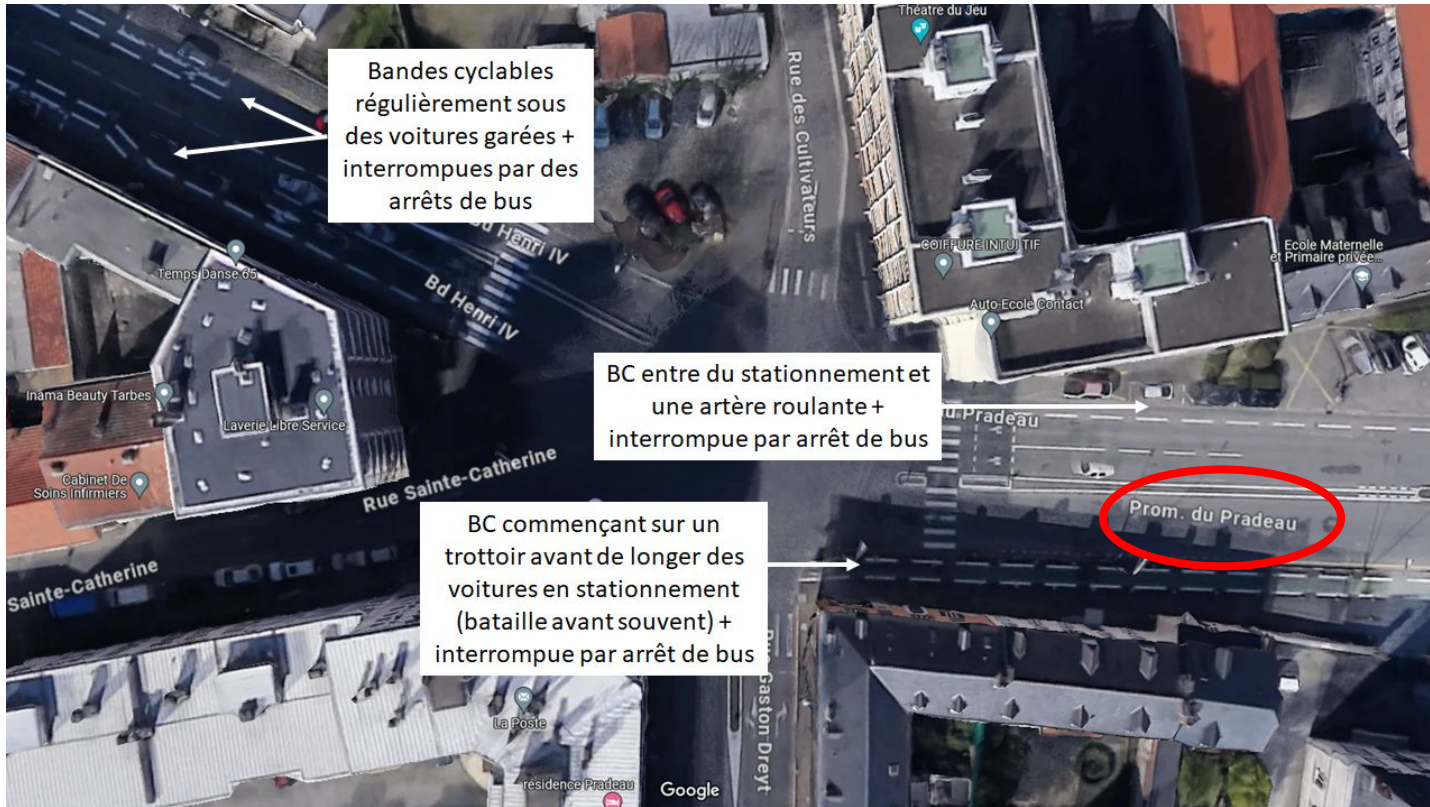 Théatre du Jeu
Bandes cyclables
régulièrement sous
des voitures garées +
interrompues par des
arrêts de bus
Rue des Cultivateurs
Bd Henri IV
Bd Henri IV
Temps Danse 65
COIFFURE INTUI TIF
Ecole Maternelle
et Primaire privée...
Auto-Ecole Contact
Inama Beauty Tarbes
Laverie Libre Service
BC entre du stationnement et
une artère roulante +
interrompue par arrêt de bus
du Pradeau
Cabinet De
Soins Infirmiers
Rue Sainte-Catherine
Prom. du Pradeau
BC commençant sur un
trottoir avant de longer des
voitures en stationnement
(bataille avant souvent) +
interrompue par arrêt de bus
Sainte-Catherine
Gaston Dreyt
La Poste
résidence Pradeau
Google